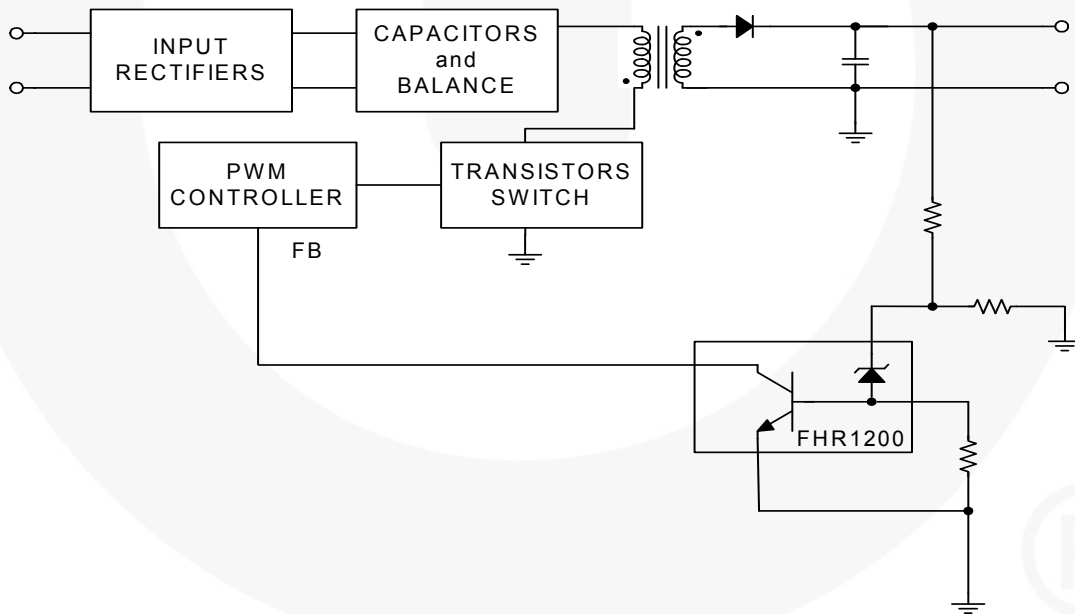 INPUT
RECTIFIERS
CAPACITORS
and
BALANCE
PWM
CONTROLLER
TRANSISTORS
SWITCH
FB
FHR1200